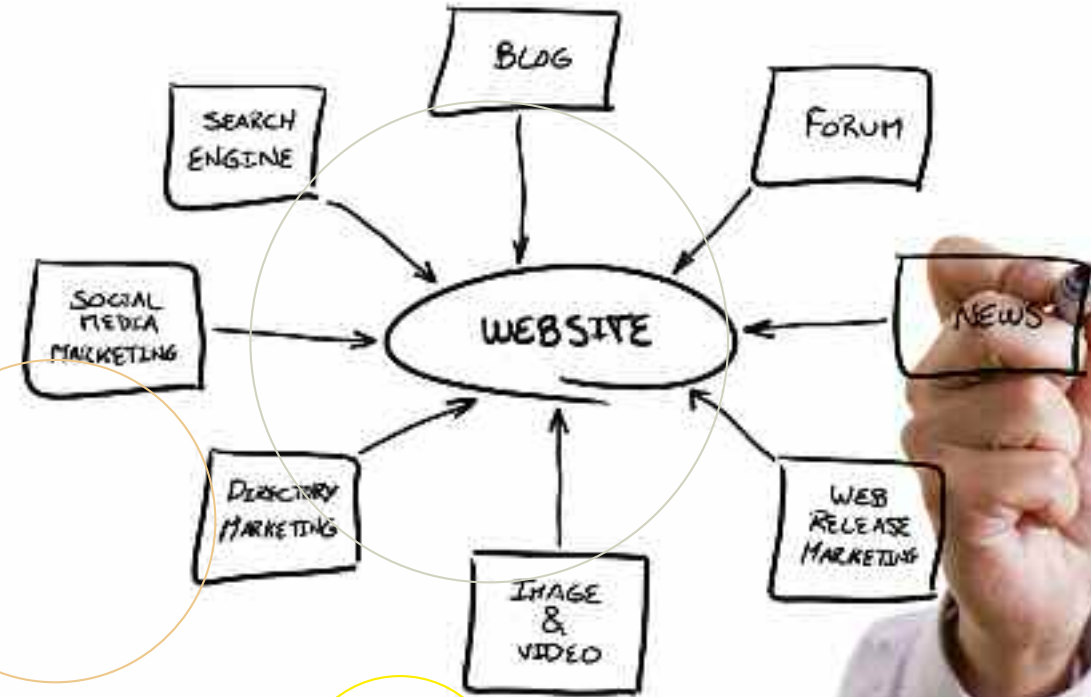 BLOG
SEARCH
ENGINE
FORUM
SOCIAL
MEDIA
MARKETING
WEBSITE
NEWS
DIRECTORY
MARKETING
WEB
RELEASE
MARKETING
IMAGE
&
VIDEO